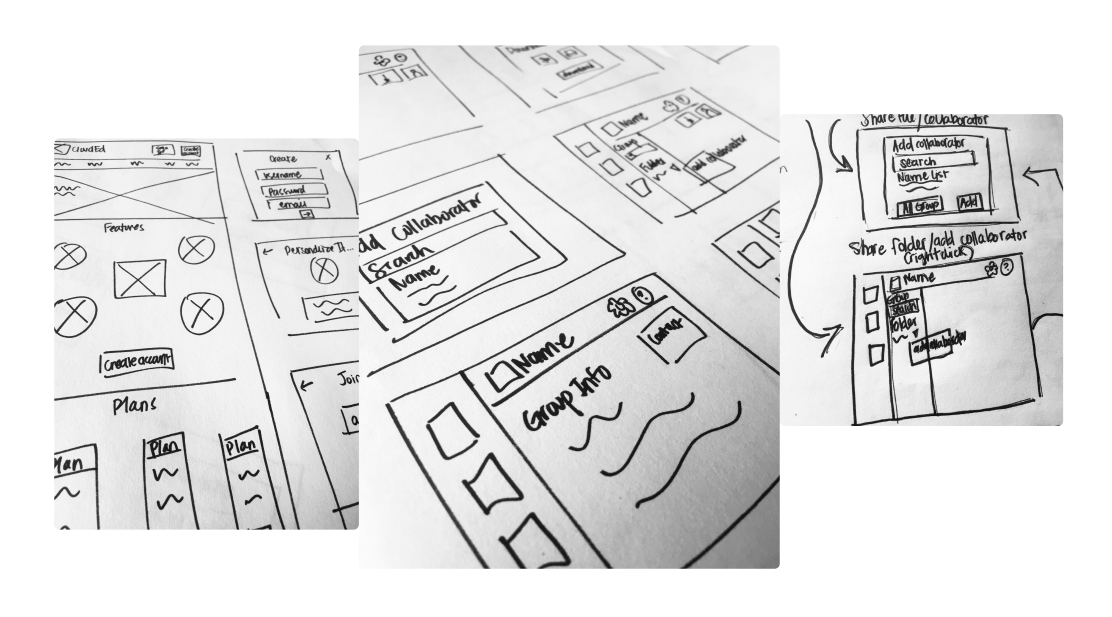 CloudEd
Features
Create account
Plans
Plan
Plan
Plan
Create
x
Username
Password
email
←
Personalize
←
Join
Download
Name
Group
Folder
add collaborator
Add Collaborator
Search
Name
Name
?
Contract
Group Info
Share file/collaborator
Add collaborator
Search
Name List
Group
Add
Share folder/add collaborator
(right click)
Name
?
Group
Search
Folder
add collaborator